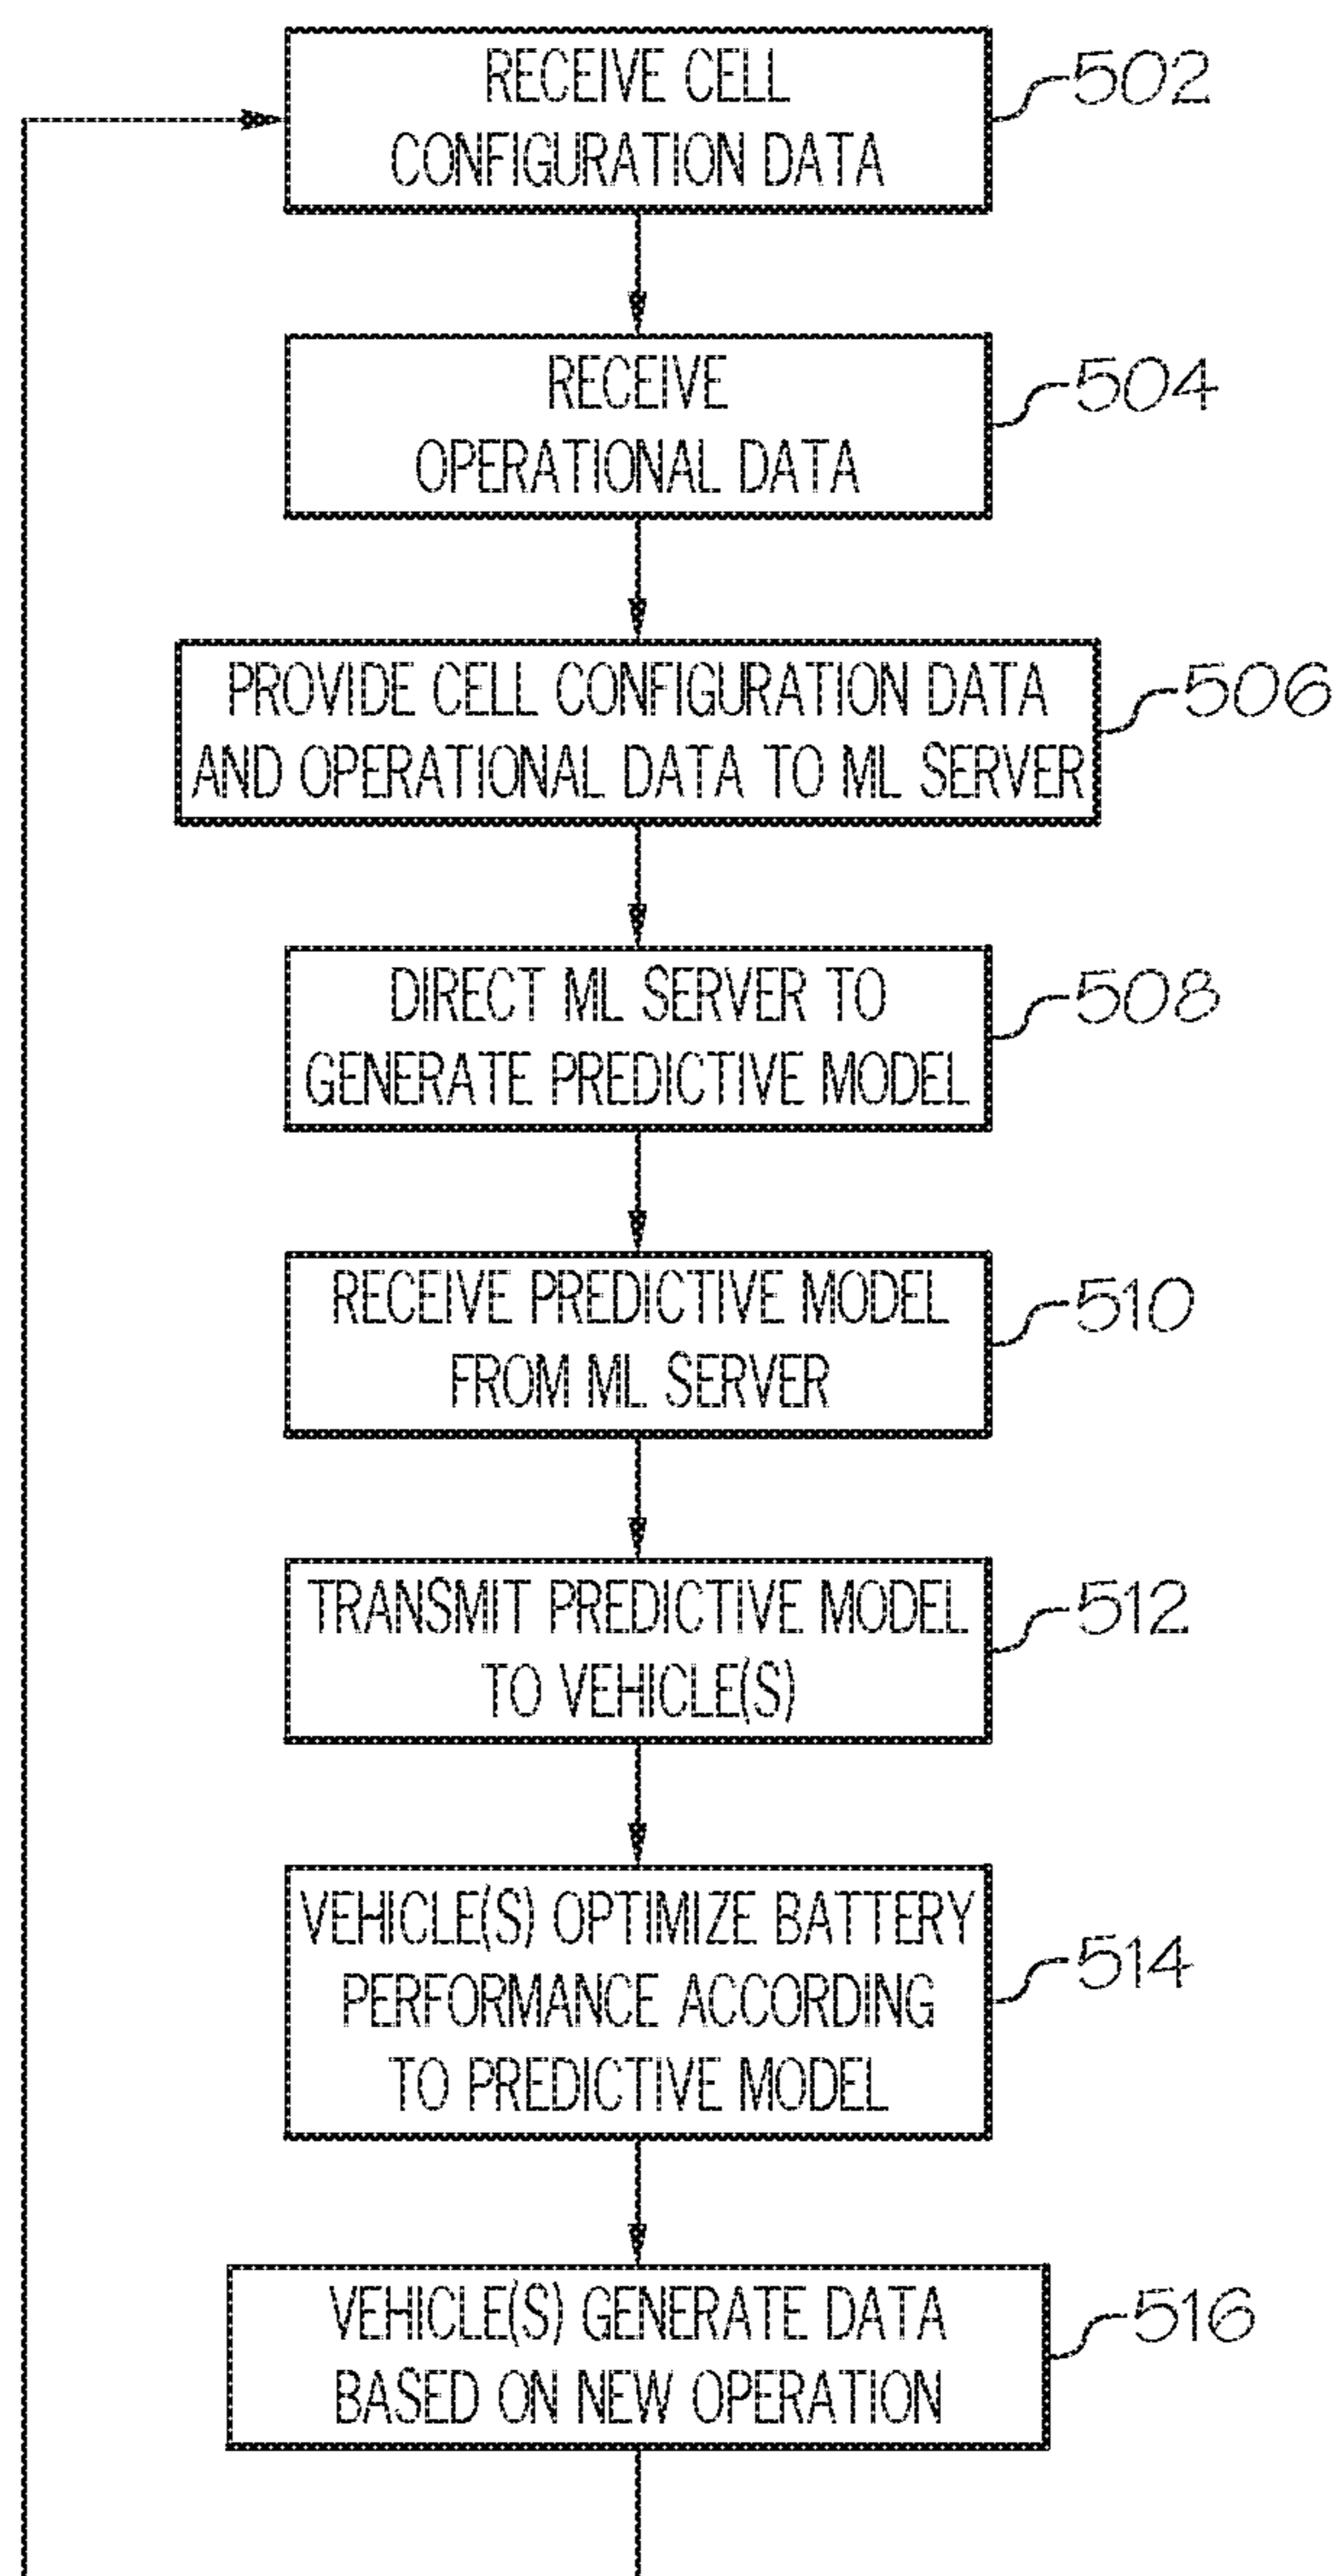 RECEIVE CELL
CONFIGURATION DATA
502
RECEIVE
OPERATIONAL DATA
504
PROVIDE CELL CONFIGURATION DATA
AND OPERATIONAL DATA TO ML SERVER
506
DIRECT ML SERVER TO
GENERATE PREDICTIVE MODEL
508
RECEIVE PREDICTIVE MODEL
FROM ML SERVER
510
TRANSMIT PREDICTIVE MODEL
TO VEHICLE(S)
512
VEHICLE(S) OPTIMIZE BATTERY
PERFORMANCE ACCORDING
TO PREDICTIVE MODEL
514
VEHICLE(S) GENERATE DATA
BASED ON NEW OPERATION
516